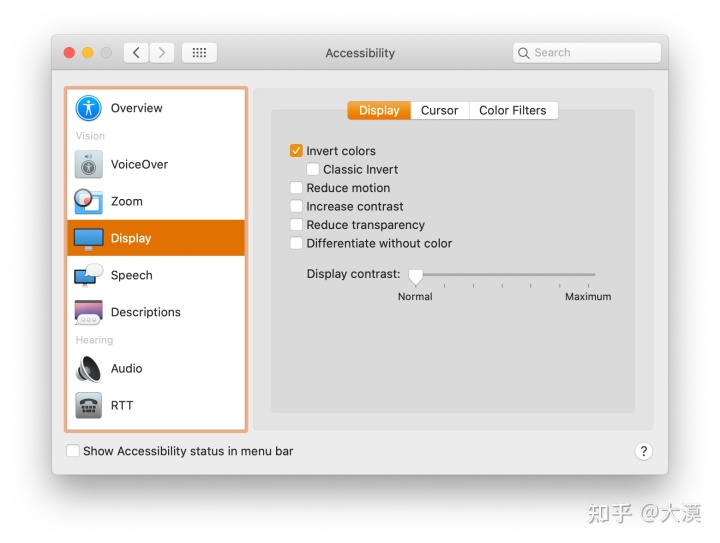 Accessibility
Search
Overview
Vision
VoiceOver
Zoom
Display
Speech
Descriptions
Hearing
Audio
RTT
Display Cursor Color Filters
Invert colors
Classic Invert
Reduce motion
Increase contrast
Reduce transparency
Differentiate without color
Display contrast:
Normal Maximum
Show Accessibility status in menu bar
?
知乎 @大漠